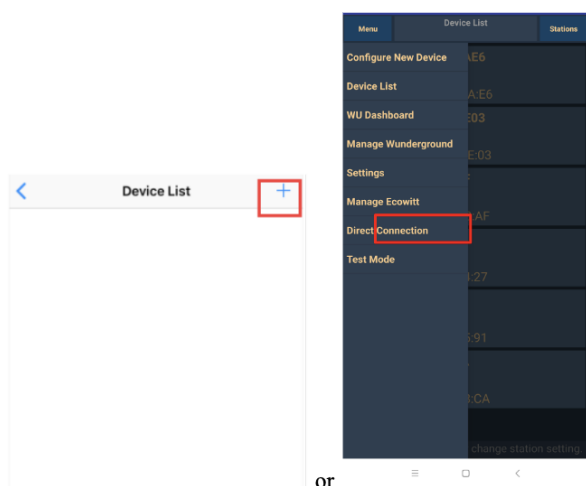 Device List
+
or
Menu
Device List
Stations
Configure New Device
Device List
WU Dashboard
Manage Wunderground
Settings
Manage Ecowitt
Direct Connection
Test Mode
AE6
A:E6
:03
E:03
:AF
:27
:91
:CA
change station setting.